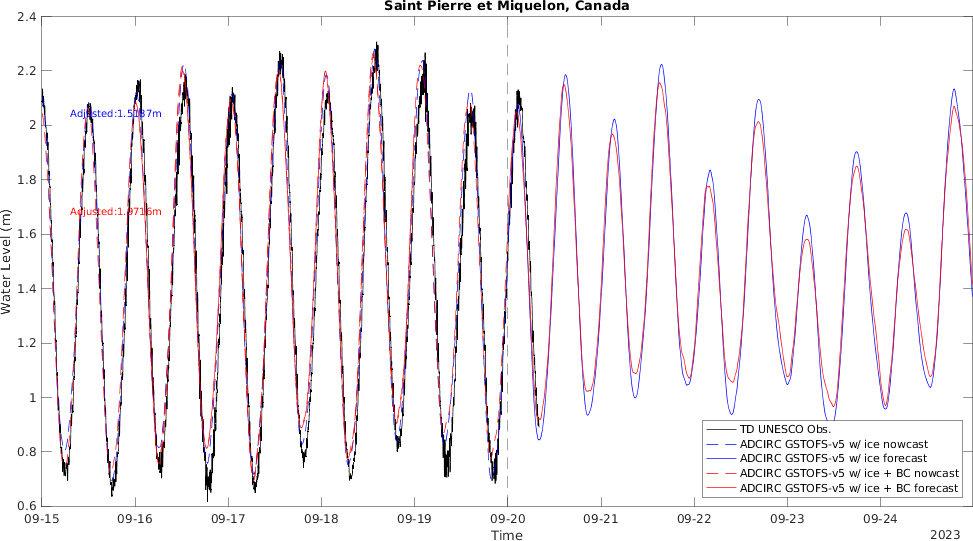 Saint Pierre et Miquelon, Canada
2.4
2.2
2
1.8
1.6
1.4
1.2
1
0.8
0.6
Water Level (m)
Adjusted:1.5187m
Adjusted:1.9716m
TD UNESCO Obs.
ADCIRC GSTOFS-v5 w/ ice nowcast
ADCIRC GSTOFS-v5 w/ ice forecast
ADCIRC GSTOFS-v5 w/ ice + BC nowcast
ADCIRC GSTOFS-v5 w/ ice + BC forecast
09-15 09-16 09-17 09-18 09-19 09-20 09-21 09-22 09-23 09-24
Time
2023